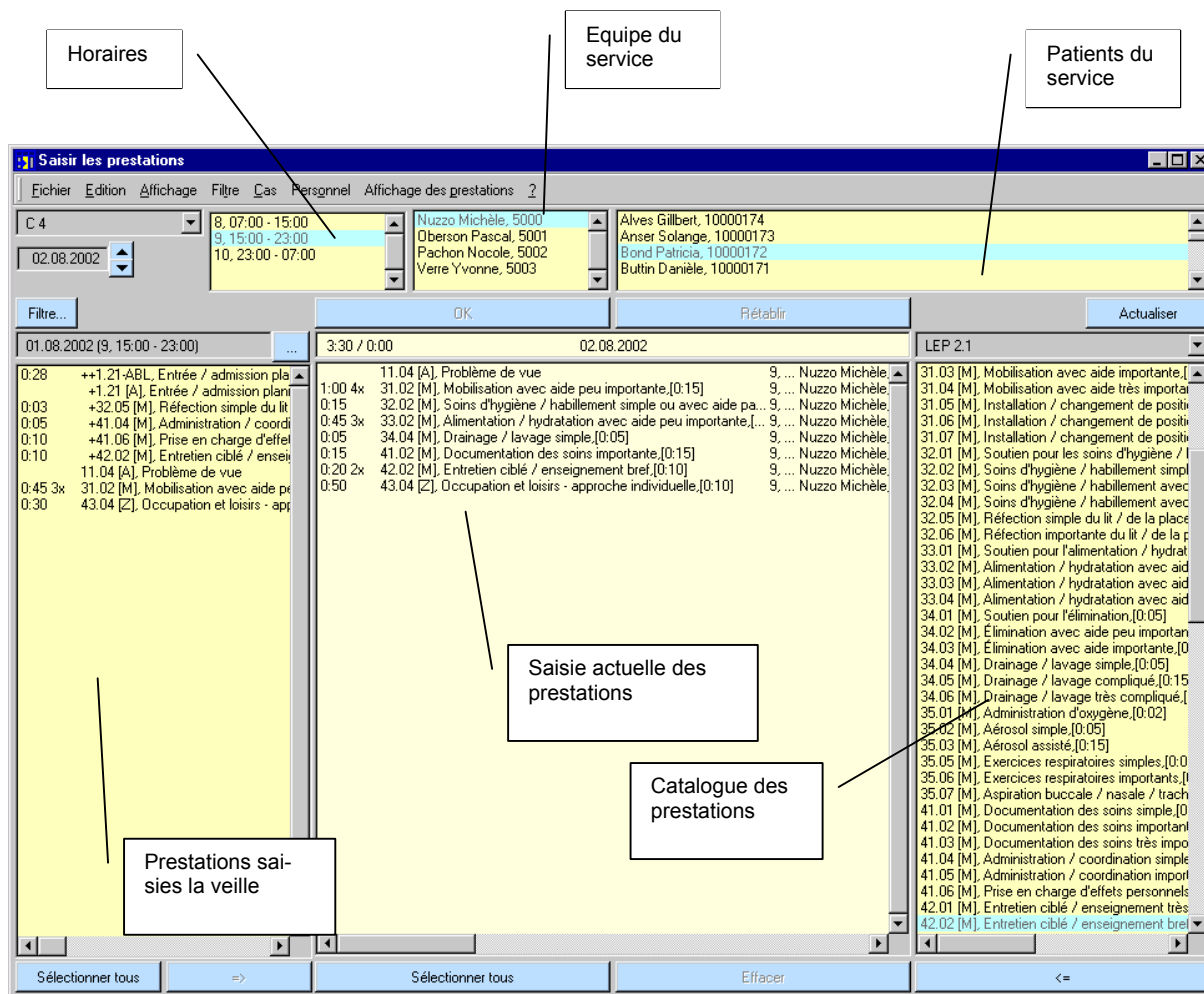 Horaires
Equipe du
service
Patients du
service
Saisir les prestations
Fichier Edition Affichage Filtre Cas Personnel Affichage des prestations ?
C 4
02.08.2002
8, 07:00 - 15:00
9, 15:00 - 23:00
10, 23:00 - 07:00
Nuzzo Michèle, 5000
Oberson Pascal, 5001
Pachon Nocole, 5002
Verre Yvonne, 5003
Alves Gillbert, 10000174
Anser Solange, 10000173
Bond Patricia, 10000172
Buttin Danièle, 10000171
Filtre...
OK
Rétablir
Actualiser
01.08.2002 (9, 15:00 - 23:00)
...
3:30 / 0:00 02.08.2002
LEP 2.1
0:28 ++1.21-ABL, Entrée / admission pla
+1.21 [A], Entrée / admission plani
0:03 +32.05 [M], Réfection simple du lit
0:05 +41.04 [M], Administration / coordi
0:10 +41.06 [M], Prise en charge d'effet
0:10 +42.02 [M], Entretien ciblé / enseig
11.04 [A], Problème de vue
0:45 3x 31.02 [M], Mobilisation avec aide pe
0:30 43.04 [Z], Occupation et loisirs - app
11.04 [A], Problème de vue 9, ... Nuzzo Michèle,
1:00 4x 31.02 [M], Mobilisation avec aide peu importante,[0:15] 9, ... Nuzzo Michèle,
0:15 32.02 [M], Soins d'hygiène / habillement simple ou avec aide pa... 9, ... Nuzzo Michèle,
0:45 3x 33.02 [M], Alimentation / hydratation avec aide peu importante,[... 9, ... Nuzzo Michèle,
0:05 34.04 [M], Drainage / lavage simple,[0:05] 9, ... Nuzzo Michèle,
0:15 41.02 [M], Documentation des soins importante,[0:15] 9, ... Nuzzo Michèle,
0:20 2x 42.02 [M], Entretien ciblé / enseignement bref,[0:10] 9, ... Nuzzo Michèle,
0:50 43.04 [Z], Occupation et loisirs - approche individuelle,[0:10] 9, ... Nuzzo Michèle,
31.03 [M], Mobilisation avec aide importante,[
31.04 [M], Mobilisation avec aide très importa
31.05 [M], Installation / changement de positi
31.06 [M], Installation / changement de positi
31.07 [M], Installation / changement de positi
32.01 [M], Soutien pour les soins d'hygiène / l
32.02 [M], Soins d'hygiène / habillement simpl
32.03 [M], Soins d'hygiène / habillement avec
32.04 [M], Soins d'hygiène / habillement avec
32.05 [M], Réfection simple du lit / de la place
32.06 [M], Réfection importante du lit / de la p
33.01 [M], Soutien pour l'alimentation / hydrat
33.02 [M], Alimentation / hydratation avec aid
33.03 [M], Alimentation / hydratation avec aid
33.04 [M], Alimentation / hydratation avec aid
34.01 [M], Soutien pour l'élimination,[0:05]
34.02 [M], Élimination avec aide peu importan
34.03 [M], Élimination avec aide importante,[0
34.04 [M], Drainage / lavage simple,[0:05]
34.05 [M], Drainage / lavage compliqué,[0:15
34.06 [M], Drainage / lavage très compliqué,[
35.01 [M], Administration d'oxygène,[0:02]
35.02 [M], Aérosol simple,[0:05]
35.03 [M], Aérosol assisté,[0:15]
35.05 [M], Exercices respiratoires simples,[0:0
35.06 [M], Exercices respiratoires importants,[
35.07 [M], Aspiration buccale / nasale / trach
41.01 [M], Documentation des soins simple,[0
41.02 [M], Documentation des soins important
41.03 [M], Documentation des soins très impo
41.04 [M], Administration / coordination simple
41.05 [M], Administration / coordination import
41.06 [M], Prise en charge d'effets personnels
42.01 [M], Entretien ciblé / enseignement très
42.02 [M], Entretien ciblé / enseignement bref
Saisie actuelle des
prestations
Catalogue des
prestations
Prestations sai-
sies la veille
Sélectionner tous
=>
Sélectionner tous
Effacer
<=